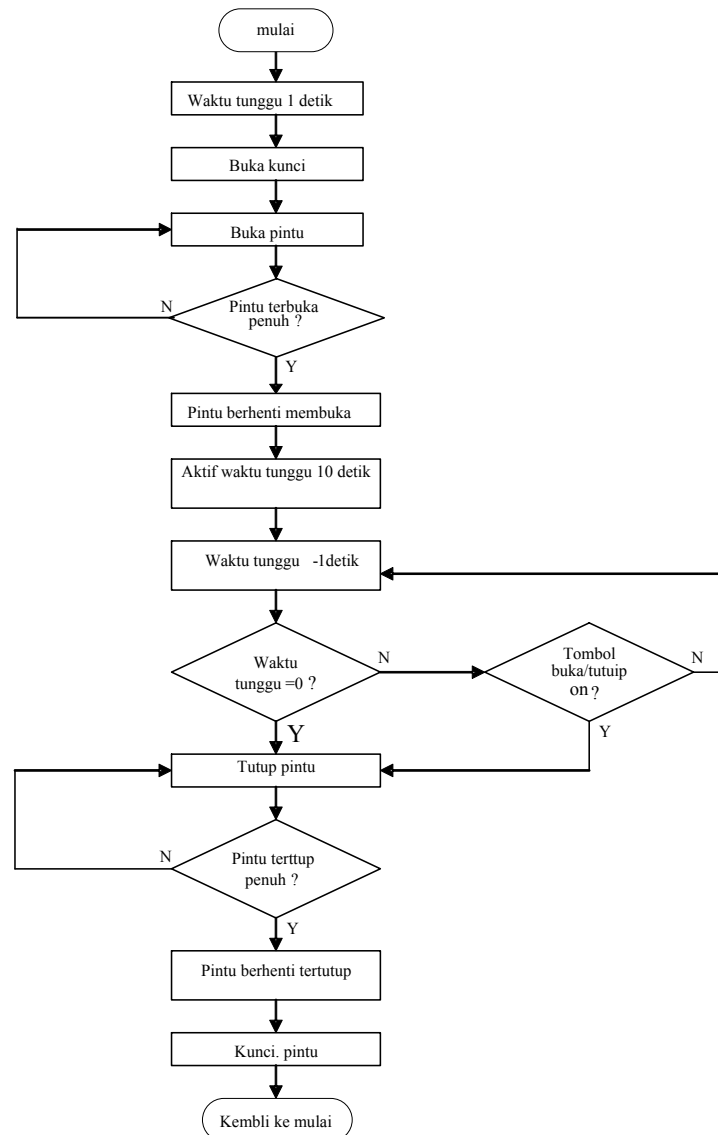 mulai
Waktu tunggu 1 detik
Buka kunci
Buka pintu
N
Pintu terbuka
penuh ?
Y
Pintu berhenti membuka
Aktif waktu tunggu 10 detik
Waktu tunggu -1detik
Waktu
tunggu =0 ?
N
Tombol
buka/tutuip
on ?
N
Y
Y
Tutup pintu
N
Pintu terttup
penuh ?
Y
Pintu berhenti tertutup
Kunci. pintu
Kembli ke mulai